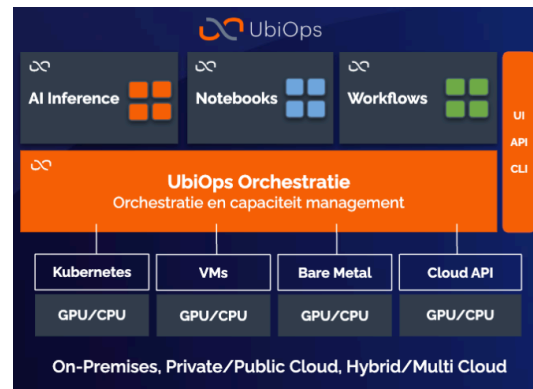 UbiOps
AI Inference
Notebooks
Workflows
UI
API
CLI
UbiOps Orchestratie
Orchestratie en capaciteit management
Kubernetes
VMs
Bare Metal
Cloud API
GPU/CPU
GPU/CPU
GPU/CPU
GPU/CPU
On-Premises, Private/Public Cloud, Hybrid/Multi Cloud